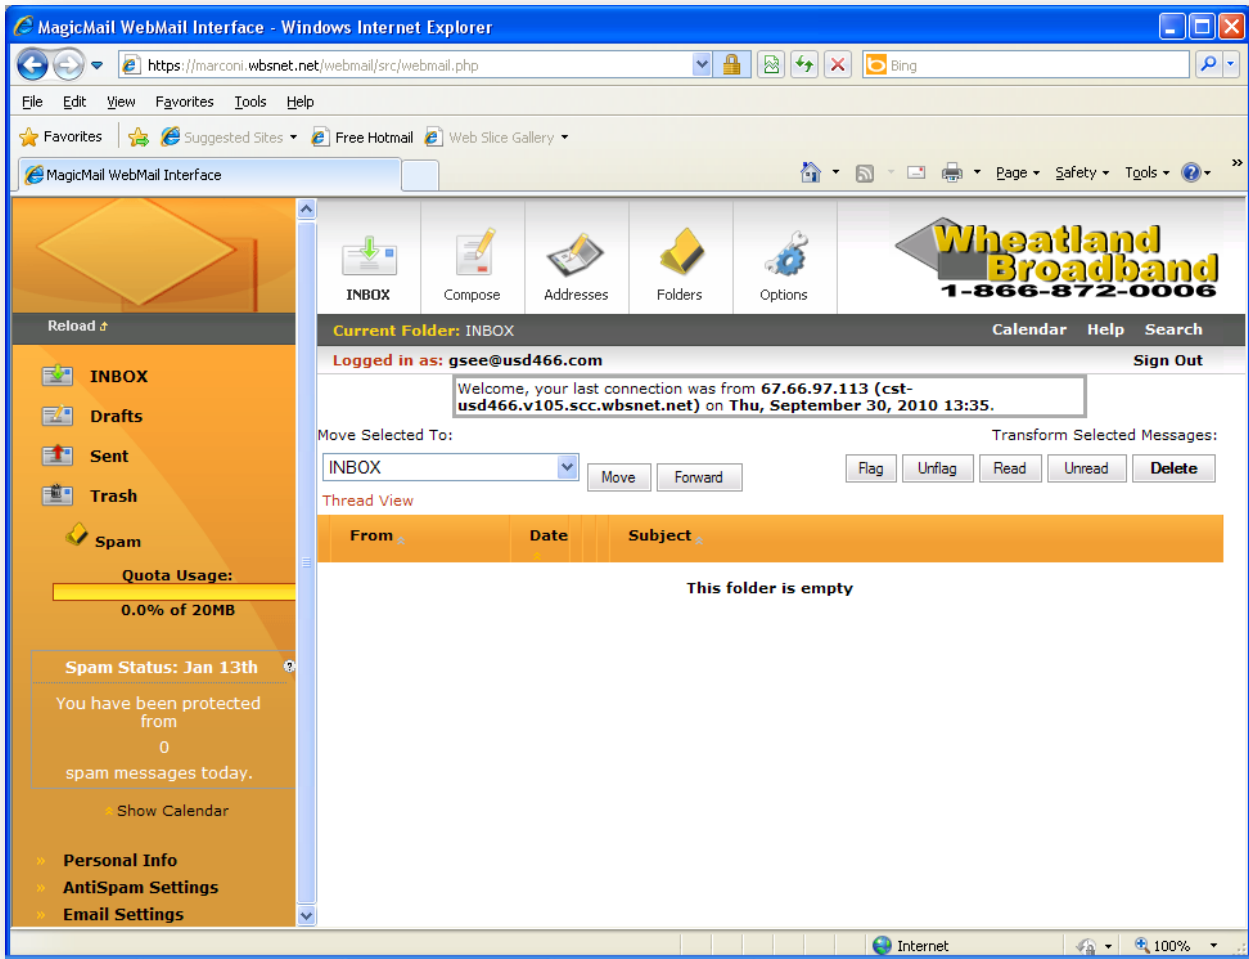 MagicMail WebMail Interface - Windows Internet Explorer
https://marconi.wbsnet.net/webmail/src/webmail.php
Bing
File Edit View Favorites Tools Help
Favorites Suggested Sites Free Hotmail Web Slice Gallery
MagicMail WebMail Interface
Page Safety Tools »
INBOX Compose Addresses Folders Options
Wheatland
Broadband
1-866-872-0006
Reload
Current Folder: INBOX Calendar Help Search
Logged in as: gsee@usd466.com Sign Out
INBOX
Drafts
Sent
Trash
Spam
Quota Usage:
0.0% of 20MB
Spam Status: Jan 13th
You have been protected
from
0
spam messages today.
Show Calendar
» Personal Info
» AntiSpam Settings
» Email Settings
Welcome, your last connection was from 67.66.97.113 (cst-
usd466.v105.scc.wbsnet.net) on Thu, September 30, 2010 13:35.
Move Selected To: Transform Selected Messages:
INBOX Move Forward Flag Unflag Read Unread Delete
Thread View
From Date Subject
This folder is empty
Internet 100%